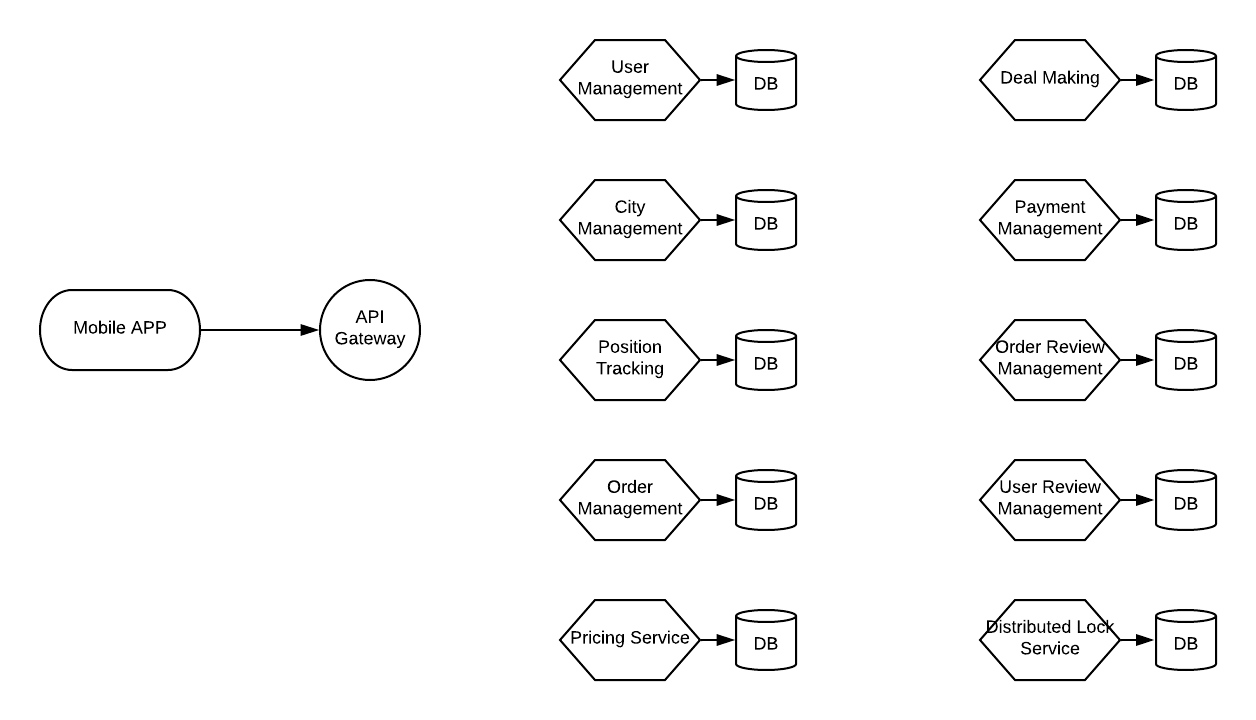 Mobile APP
API
Gateway
User
Management
DB
City
Management
DB
Position
Tracking
DB
Order
Management
DB
Pricing Service
DB
Deal Making
DB
Payment
Management
DB
Order Review
Management
DB
User Review
Management
DB
Distributed Lock
Service
DB